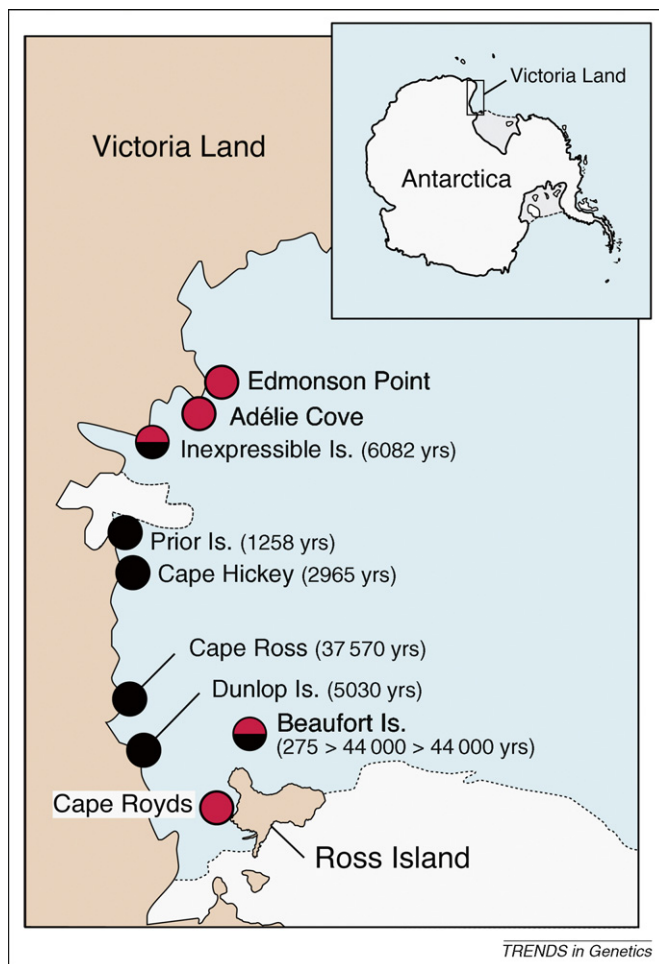 Victoria Land
Victoria Land
Antarctica
Edmonson Point
Adélie Cove
Inexpressible Is. (6082 yrs)
Prior Is. (1258 yrs)
Cape Hickey (2965 yrs)
Cape Ross (37 570 yrs)
Dunlop Is. (5030 yrs)
Beaufort Is.
(275 > 44 000 > 44 000 yrs)
Cape Royds
Ross Island
TRENDS in Genetics